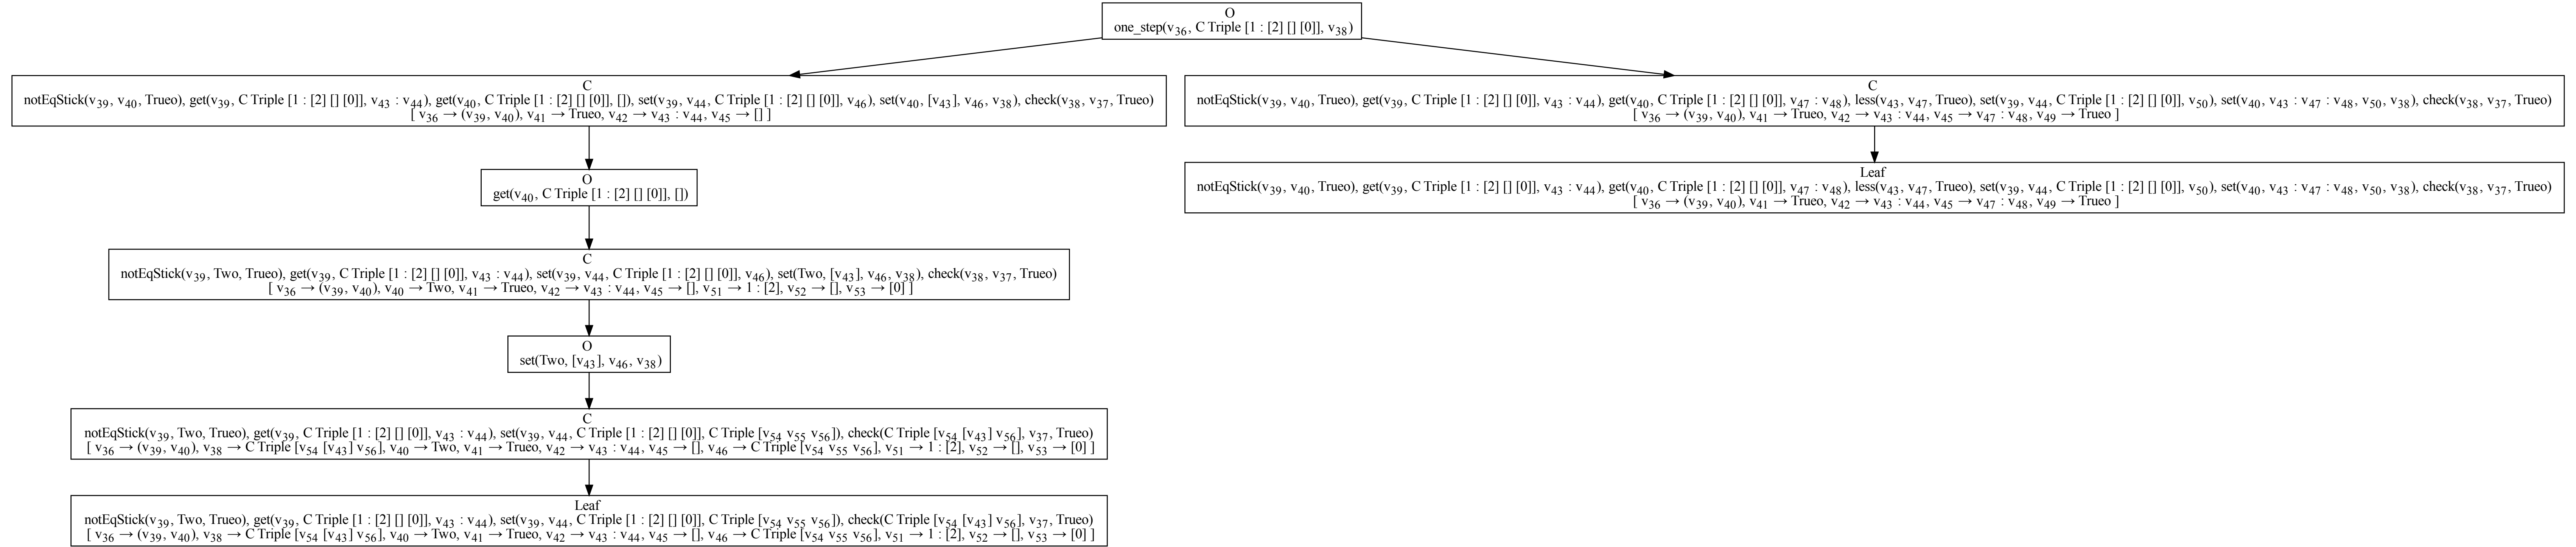 O
one_step(v₃₆, C Triple [1 : [2] [] [0]], v₃₈)
C
notEqStick(v₃₉, v₄₀, Trueo), get(v₃₉, C Triple [1 : [2] [] [0]], v₄₃ : v₄₄), get(v₄₀, C Triple [1 : [2] [] [0]], []), set(v₃₉, v₄₄, C Triple [1 : [2] [] [0]], v₄₆), set(v₄₀, [v₄₃], v₄₆, v₃₈), check(v₃₈, v₃₇, Trueo)
[ v₃₆ → (v₃₉, v₄₀), v₄₁ → Trueo, v₄₂ → v₄₃ : v₄₄, v₄₅ → [] ]
C
notEqStick(v₃₉, v₄₀, Trueo), get(v₃₉, C Triple [1 : [2] [] [0]], v₄₃ : v₄₄), get(v₄₀, C Triple [1 : [2] [] [0]], v₄₇ : v₄₈), less(v₄₃, v₄₇, Trueo), set(v₃₉, v₄₄, C Triple [1 : [2] [] [0]], v₅₀), set(v₄₀, v₄₃ : v₄₇ : v₄₈, v₅₀, v₃₈), check(v₃₈, v₃₇, Trueo)
[ v₃₆ → (v₃₉, v₄₀), v₄₁ → Trueo, v₄₂ → v₄₃ : v₄₄, v₄₅ → v₄₇ : v₄₈, v₄₉ → Trueo ]
O
get(v₄₀, C Triple [1 : [2] [] [0]], [])
Leaf
notEqStick(v₃₉, v₄₀, Trueo), get(v₃₉, C Triple [1 : [2] [] [0]], v₄₃ : v₄₄), get(v₄₀, C Triple [1 : [2] [] [0]], v₄₇ : v₄₈), less(v₄₃, v₄₇, Trueo), set(v₃₉, v₄₄, C Triple [1 : [2] [] [0]], v₅₀), set(v₄₀, v₄₃ : v₄₇ : v₄₈, v₅₀, v₃₈), check(v₃₈, v₃₇, Trueo)
[ v₃₆ → (v₃₉, v₄₀), v₄₁ → Trueo, v₄₂ → v₄₃ : v₄₄, v₄₅ → v₄₇ : v₄₈, v₄₉ → Trueo ]
C
notEqStick(v₃₉, Two, Trueo), get(v₃₉, C Triple [1 : [2] [] [0]], v₄₃ : v₄₄), set(v₃₉, v₄₄, C Triple [1 : [2] [] [0]], v₄₆), set(Two, [v₄₃], v₄₆, v₃₈), check(v₃₈, v₃₇, Trueo)
[ v₃₆ → (v₃₉, v₄₀), v₄₀ → Two, v₄₁ → Trueo, v₄₂ → v₄₃ : v₄₄, v₄₅ → [], v₅₁ → 1 : [2], v₅₂ → [], v₅₃ → [0] ]
O
set(Two, [v₄₃], v₄₆, v₃₈)
C
notEqStick(v₃₉, Two, Trueo), get(v₃₉, C Triple [1 : [2] [] [0]], v₄₃ : v₄₄), set(v₃₉, v₄₄, C Triple [1 : [2] [] [0]], C Triple [v₅₄ v₅₅ v₅₆]), check(C Triple [v₅₄ [v₄₃] v₅₆], v₃₇, Trueo)
[ v₃₆ → (v₃₉, v₄₀), v₃₈ → C Triple [v₅₄ [v₄₃] v₅₆], v₄₀ → Two, v₄₁ → Trueo, v₄₂ → v₄₃ : v₄₄, v₄₅ → [], v₄₆ → C Triple [v₅₄ v₅₅ v₅₆], v₅₁ → 1 : [2], v₅₂ → [], v₅₃ → [0] ]
Leaf
notEqStick(v₃₉, Two, Trueo), get(v₃₉, C Triple [1 : [2] [] [0]], v₄₃ : v₄₄), set(v₃₉, v₄₄, C Triple [1 : [2] [] [0]], C Triple [v₅₄ v₅₅ v₅₆]), check(C Triple [v₅₄ [v₄₃] v₅₆], v₃₇, Trueo)
[ v₃₆ → (v₃₉, v₄₀), v₃₈ → C Triple [v₅₄ [v₄₃] v₅₆], v₄₀ → Two, v₄₁ → Trueo, v₄₂ → v₄₃ : v₄₄, v₄₅ → [], v₄₆ → C Triple [v₅₄ v₅₅ v₅₆], v₅₁ → 1 : [2], v₅₂ → [], v₅₃ → [0] ]